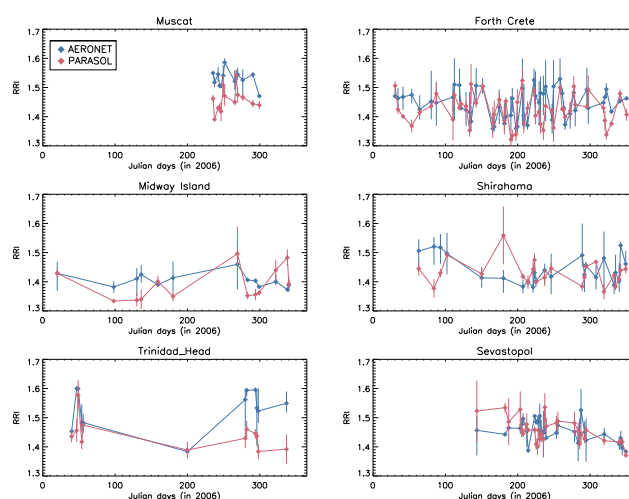 Muscat
1.7
1.6
1.5
1.4
1.3
RRI
AERONET
PARASOL
0 100 200 300
Julian days (in 2006)
Forth Crete
1.7
1.6
1.5
1.4
1.3
RRI
0 100 200 300
Julian days (in 2006)
Midway Island
1.7
1.6
1.5
1.4
1.3
RRI
0 100 200 300
Julian days (in 2006)
Shirahama
1.7
1.6
1.5
1.4
1.3
RRI
0 100 200 300
Julian days (in 2006)
Trinidad_Head
1.7
1.6
1.5
1.4
1.3
RRI
0 100 200 300
Julian days (in 2006)
Sevastopol
1.7
1.6
1.5
1.4
1.3
RRI
0 100 200 300
Julian days (in 2006)